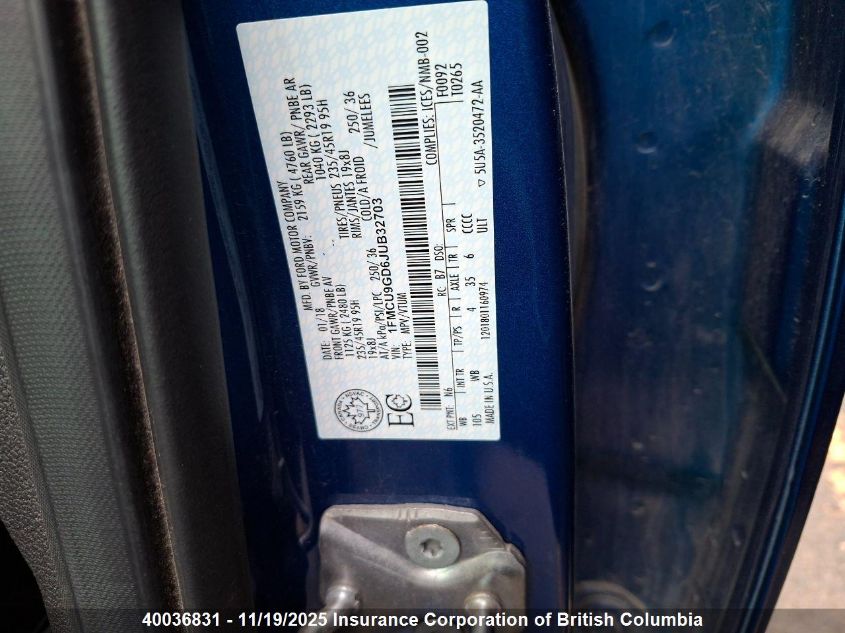 MFD. BY FORD MOTOR COMPANY
DATE: 01/18 GVWR/PNBV: 2159 KG ( 4760 LB)
FRONT GAWR/PNBE AV REAR GAWR/ PNBE AR
1125 KG ( 2480 LB) 1040 KG ( 2293 LB)
235/45R19 95H TIRES/PNEUS 235/45R19 95H
19x8J RIMS/JANTES 19x8J
AT/A kPa/PSI/LPC 250/ 36 COLD/A FROID 250/ 36
VIN: 1FMCU9GD6JUB32703 /JUMELEES
TYPE: MPV/VTUM
COMPLIES: ICES/NMB-002
F0092
T0265
EXT PNT: N6 RC: B7 DSO:
WB INT TR TP/PS R AXLE TR SPR
105 WB 4 35 6 CCCC
MADE IN U.S.A. 1201801160974 ULT 5U5A-3520472-AA
EC
977
40036831 - 11/19/2025 Insurance Corporation of British Columbia